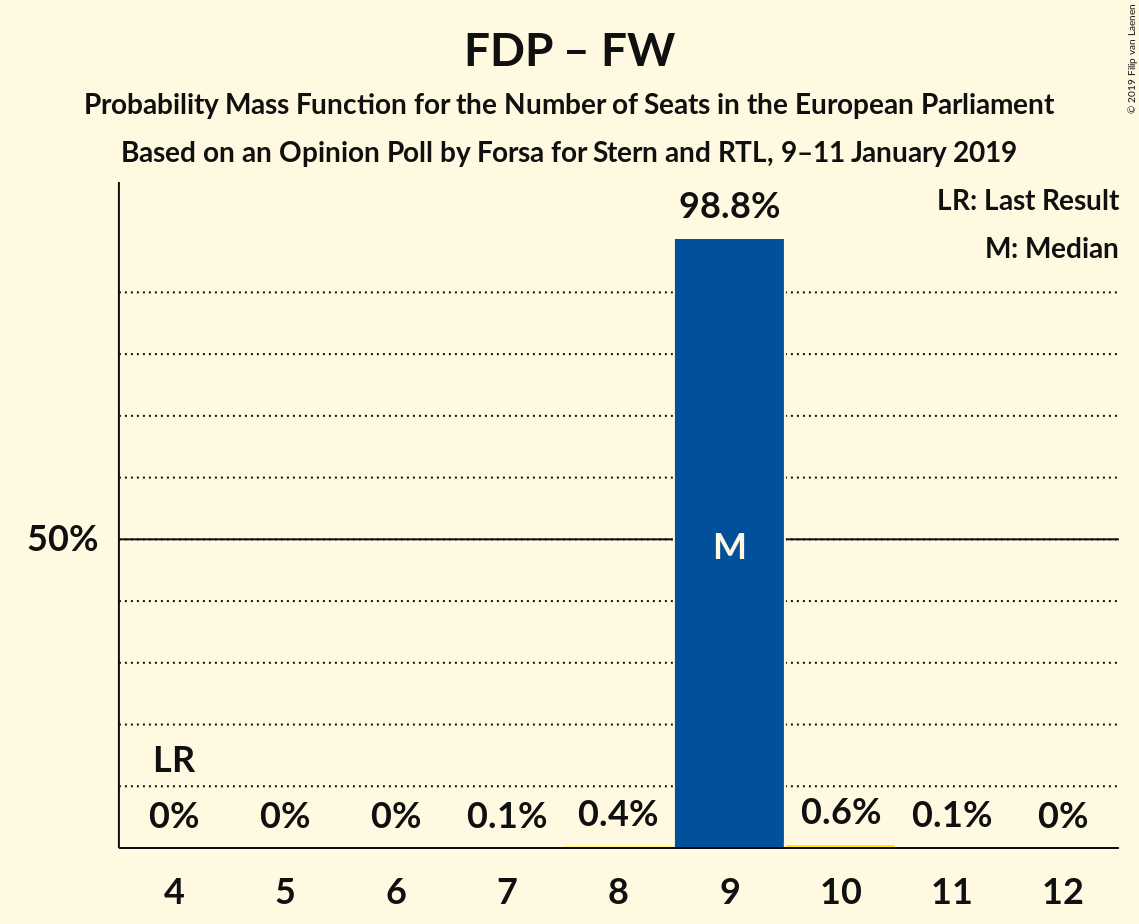 FDP – FW
Probability Mass Function for the Number of Seats in the European Parliament
Based on an Opinion Poll by Forsa for Stern and RTL, 9–11 January 2019
© 2019 Filip van Laenen
LR: Last Result
M: Median
98.8%
50%
M
LR
0% 0% 0% 0.1% 0.4% 0.6% 0.1% 0%
4 5 6 7 8 9 10 11 12